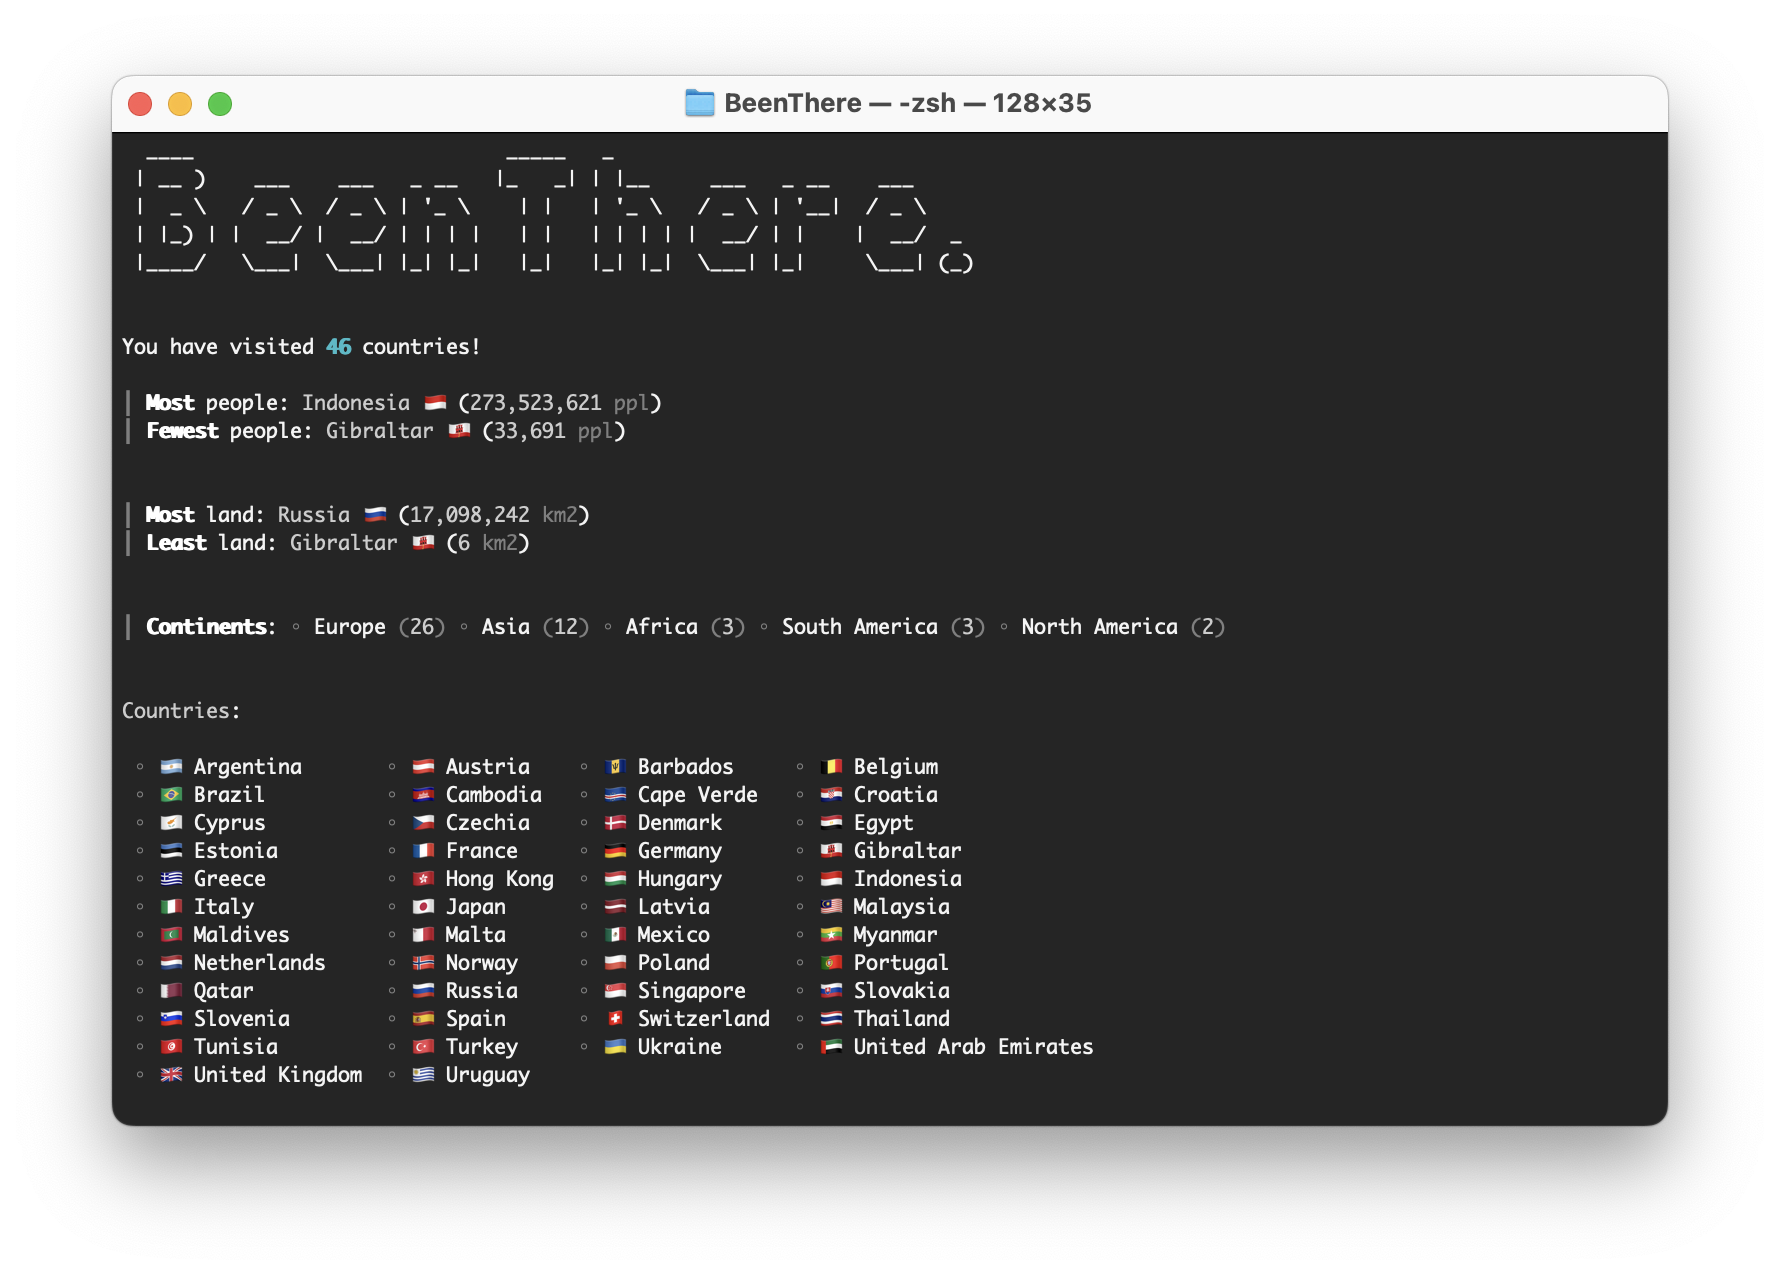 BeenThere — -zsh — 128×35
BeenThere.
You have visited 46 countries!
Most people: Indonesia 🇮🇩 (273,523,621 ppl)
Fewest people: Gibraltar 🇬🇮 (33,691 ppl)
Most land: Russia 🇷🇺 (17,098,242 km2)
Least land: Gibraltar 🇬🇮 (6 km2)
Continents: ◦ Europe (26) ◦ Asia (12) ◦ Africa (3) ◦ South America (3) ◦ North America (2)
Countries:
◦ 🇦🇷 Argentina ◦ 🇦🇹 Austria ◦ 🇧🇧 Barbados ◦ 🇧🇪 Belgium
◦ 🇧🇷 Brazil ◦ 🇰🇭 Cambodia ◦ 🇨🇻 Cape Verde ◦ 🇭🇷 Croatia
◦ 🇨🇾 Cyprus ◦ 🇨🇿 Czechia ◦ 🇩🇰 Denmark ◦ 🇪🇬 Egypt
◦ 🇪🇪 Estonia ◦ 🇫🇷 France ◦ 🇩🇪 Germany ◦ 🇬🇮 Gibraltar
◦ 🇬🇷 Greece ◦ 🇭🇰 Hong Kong ◦ 🇭🇺 Hungary ◦ 🇮🇩 Indonesia
◦ 🇮🇹 Italy ◦ 🇯🇵 Japan ◦ 🇱🇻 Latvia ◦ 🇲🇾 Malaysia
◦ 🇲🇻 Maldives ◦ 🇲🇹 Malta ◦ 🇲🇽 Mexico ◦ 🇲🇲 Myanmar
◦ 🇳🇱 Netherlands ◦ 🇳🇴 Norway ◦ 🇵🇱 Poland ◦ 🇵🇹 Portugal
◦ 🇶🇦 Qatar ◦ 🇷🇺 Russia ◦ 🇸🇬 Singapore ◦ 🇸🇰 Slovakia
◦ 🇸🇮 Slovenia ◦ 🇪🇸 Spain ◦ 🇨🇭 Switzerland ◦ 🇹🇭 Thailand
◦ 🇹🇳 Tunisia ◦ 🇹🇷 Turkey ◦ 🇺🇦 Ukraine ◦ 🇦🇪 United Arab Emirates
◦ 🇬🇧 United Kingdom ◦ 🇺🇾 Uruguay